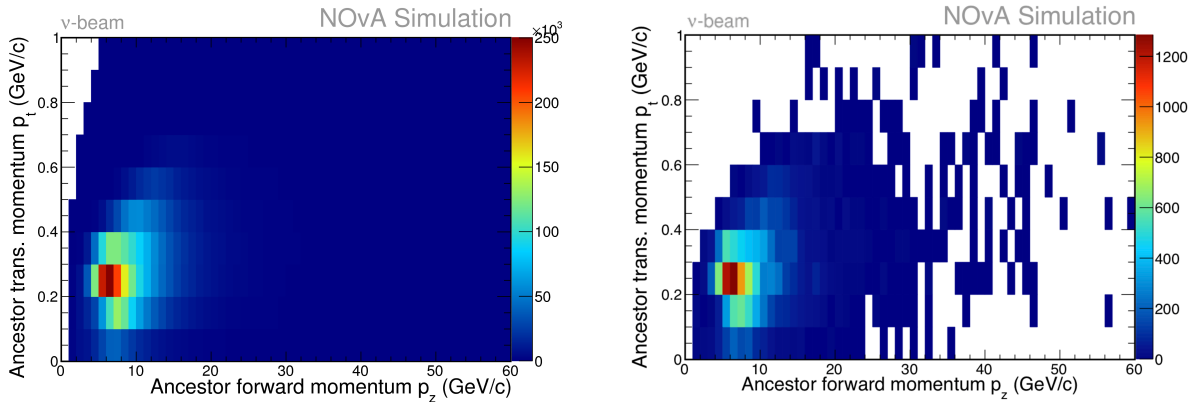 ν-beam
NOvA Simulation
×10³
Ancestor trans. momentum pt (GeV/c)
1
0.8
0.6
0.4
0.2
0
0 10 20 30 40 50 60
Ancestor forward momentum pz (GeV/c)
250
200
150
100
50
0
ν-beam
NOvA Simulation
Ancestor trans. momentum pt (GeV/c)
1
0.8
0.6
0.4
0.2
0
0 10 20 30 40 50 60
Ancestor forward momentum pz (GeV/c)
1200
1000
800
600
400
200
0